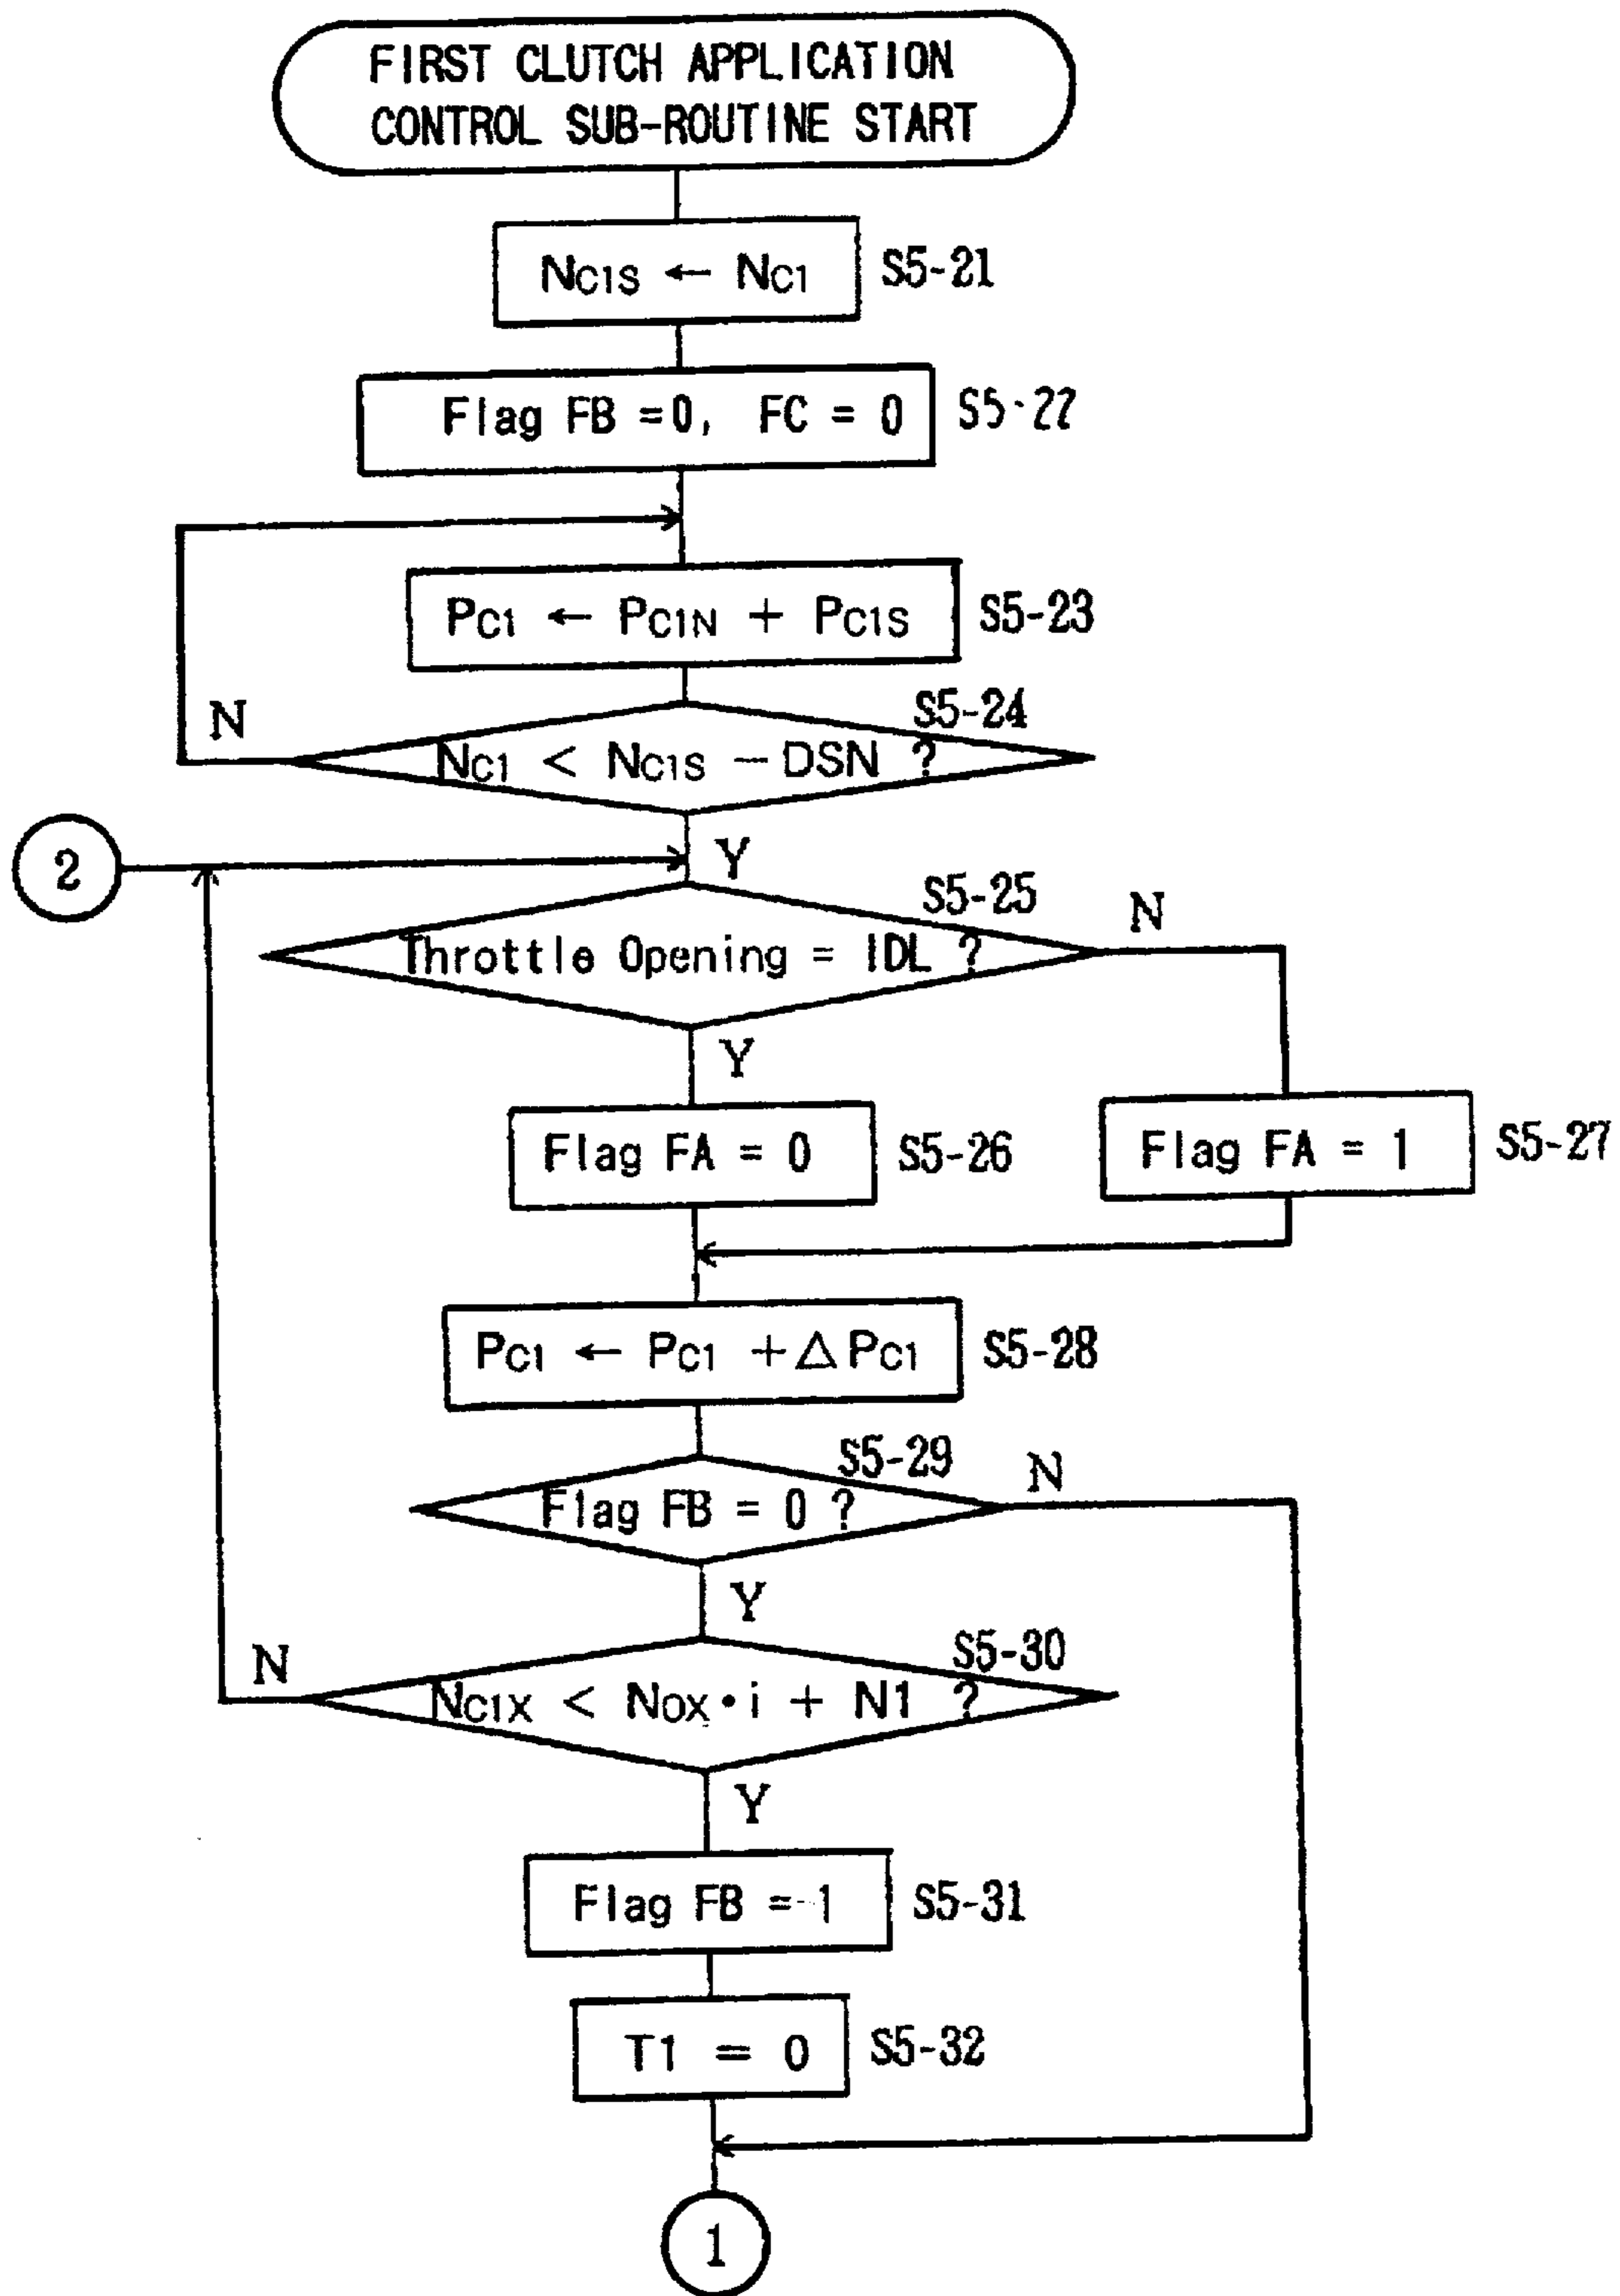 FIRST CLUTCH APPLICATION
CONTROL SUB-ROUTINE START
NC1S ← NC1
S5-21
Flag FB =0, FC = 0
S5-22
PC1 ← PC1N + PC1S
S5-23
S5-24
N
NC1 < NC1S - DSN ?
2
Y
S5-25
N
Throttle Opening = IDL ?
Y
Flag FA = 0
S5-26
Flag FA = 1
S5-27
PC1 ← PC1 + △ PC1
S5-28
S5-29
N
Flag FB = 0 ?
Y
S5-30
N
NC1X < NOX·i + N1 ?
Y
Flag FB = 1
S5-31
T1 = 0
S5-32
1